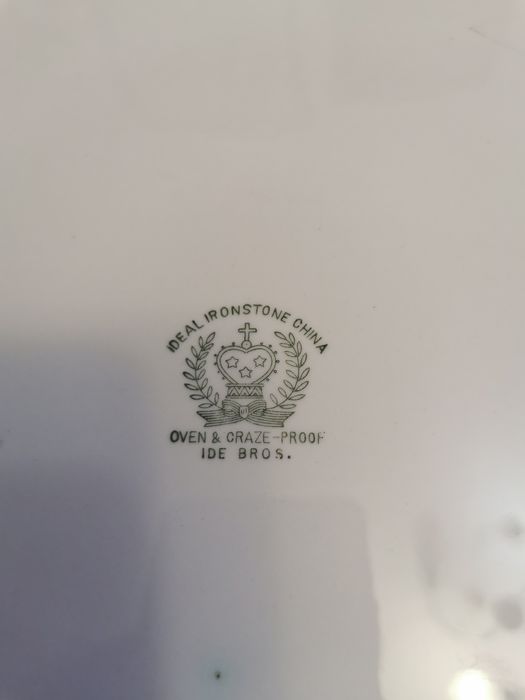 IDEAL IRONSTONE CHINA
OVEN & CRAZE-PROOF
IDE BROS.